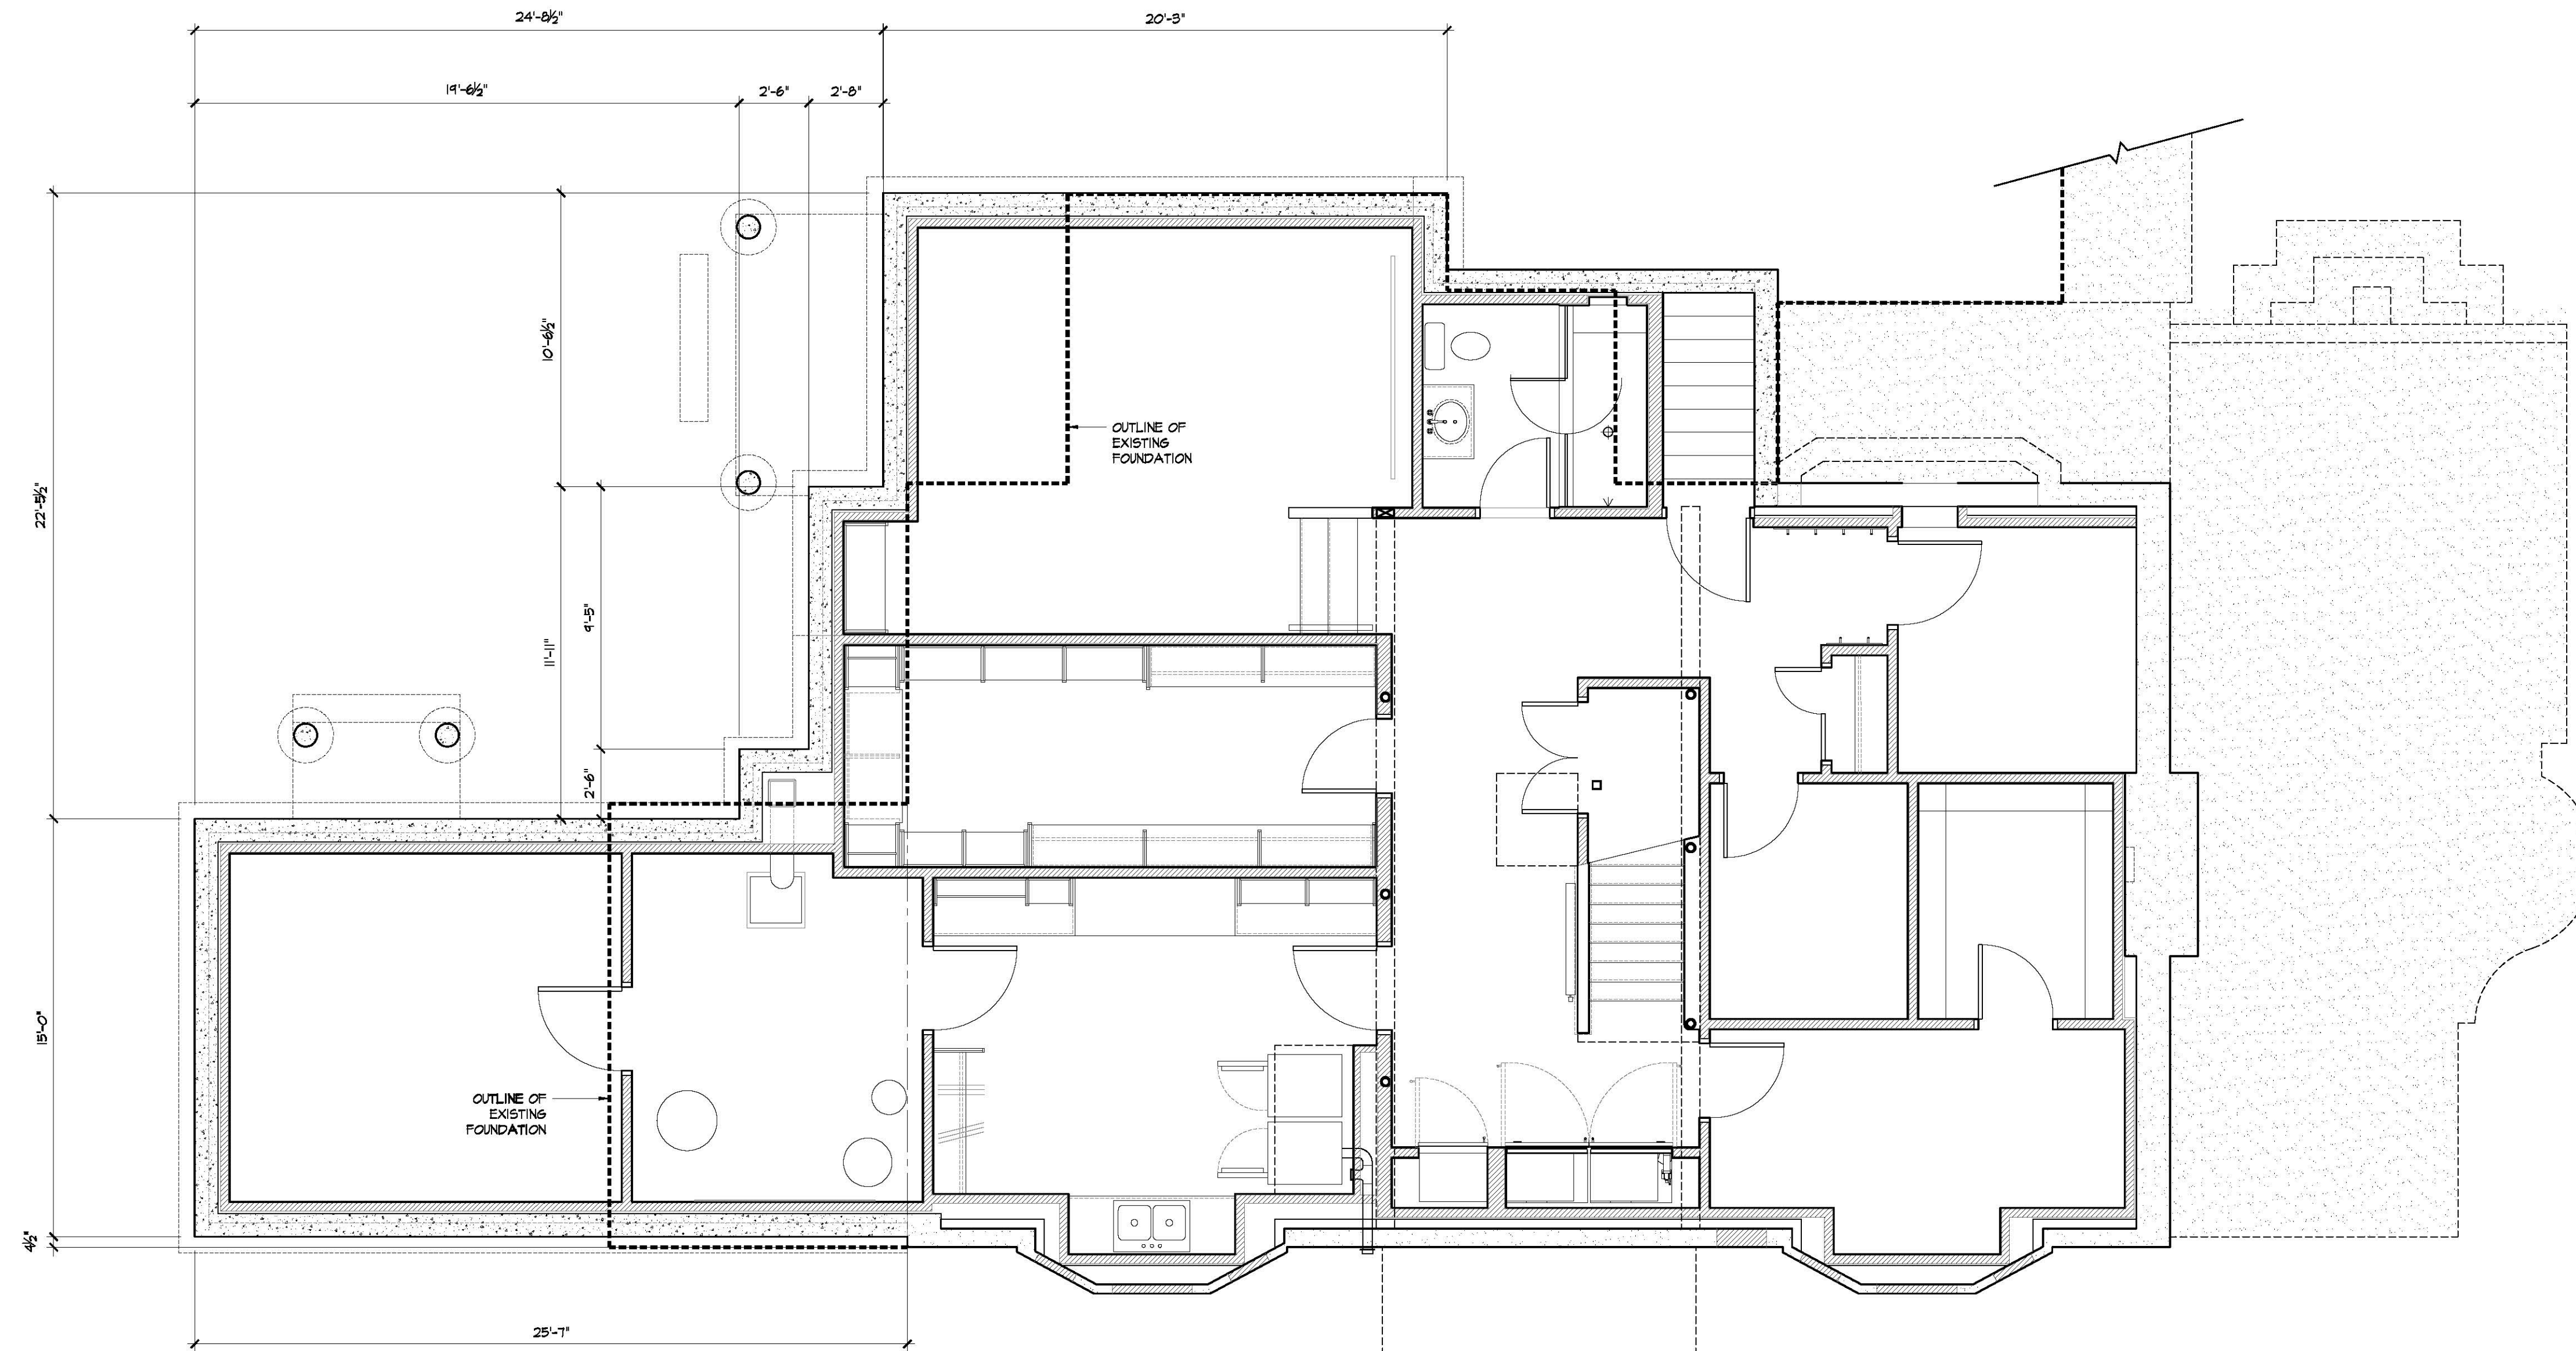 24'-8½"
20'-3"
19'-6½"
2'-6"
2'-8"
10'-6½"
22'-5½"
OUTLINE OF
EXISTING
FOUNDATION
9'-5"
11'-11"
2'-6"
15'-0"
OUTLINE OF
EXISTING
FOUNDATION
4½"
25'-7"